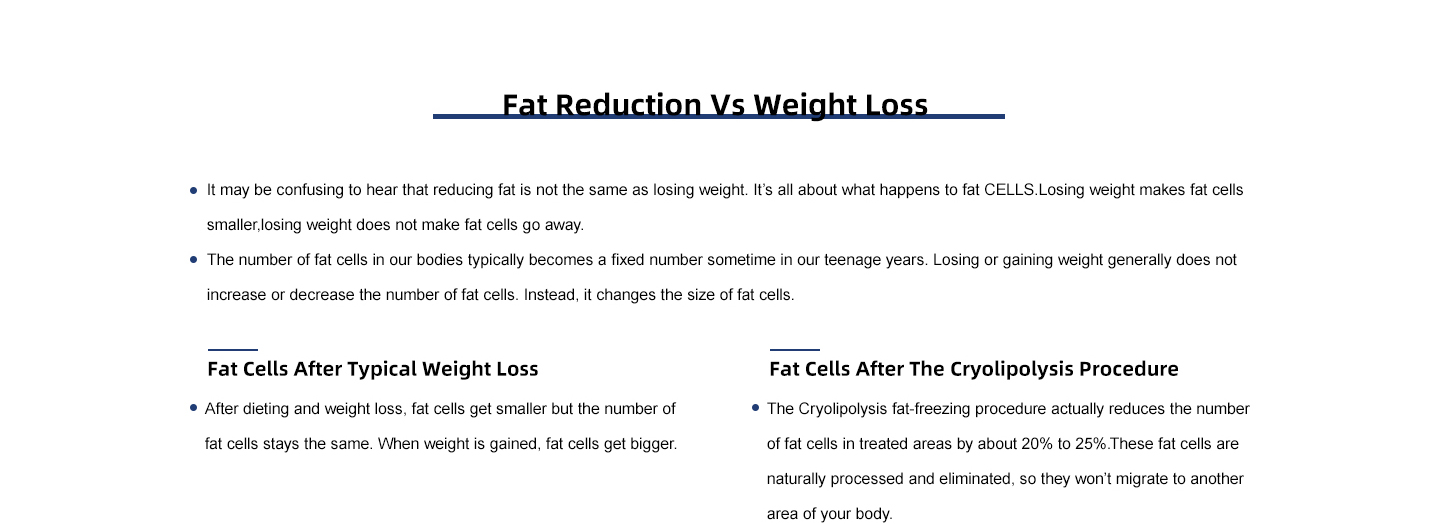 Fat Reduction Vs Weight Loss
It may be confusing to hear that reducing fat is not the same as losing weight. It’s all about what happens to fat CELLS.Losing weight makes fat cells
smaller,losing weight does not make fat cells go away.
The number of fat cells in our bodies typically becomes a fixed number sometime in our teenage years. Losing or gaining weight generally does not
increase or decrease the number of fat cells. Instead, it changes the size of fat cells.
Fat Cells After Typical Weight Loss
After dieting and weight loss, fat cells get smaller but the number of
fat cells stays the same. When weight is gained, fat cells get bigger.
Fat Cells After The Cryolipolysis Procedure
The Cryolipolysis fat-freezing procedure actually reduces the number
of fat cells in treated areas by about 20% to 25%.These fat cells are
naturally processed and eliminated, so they won’t migrate to another
area of your body.